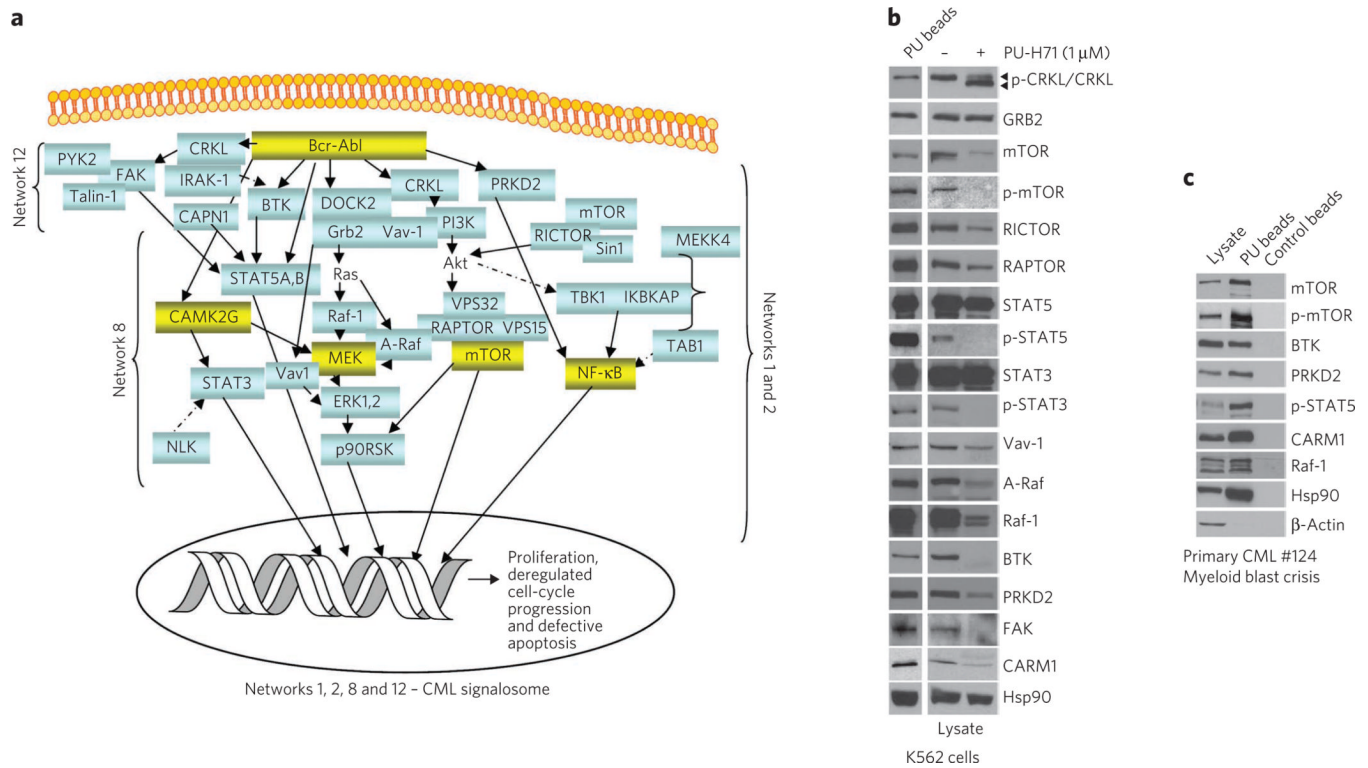 a
Network 12
PYK2
FAK
Talin-1
CRKL
IRAK-1
CAPN1
Bcr-Abl
BTK
DOCK2
Grb2 Vav-1
CRKL
PI3K
PRKD2
mTOR
RICTOR
Sin1
MEKK4
Network 8
STAT5A,B
Ras
Akt
TBK1 IKBKAP
CAMK2G
Raf-1
VPS32
RAPTOR VPS15
A-Raf
MEK
mTOR
NF-κB
TAB1
STAT3
Vav1
ERK1,2
NLK
p90RSK
Networks 1 and 2
Proliferation,
deregulated
cell-cycle
progression
and defective
apoptosis
Networks 1, 2, 8 and 12 – CML signalosome
b
PU beads
– + PU-H71 (1 μM)
p-CRKL/CRKL
GRB2
mTOR
p-mTOR
RICTOR
RAPTOR
STAT5
p-STAT5
STAT3
p-STAT3
Vav-1
A-Raf
Raf-1
BTK
PRKD2
FAK
CARM1
Hsp90
Lysate
K562 cells
c
Lysate
PU beads
Control beads
mTOR
p-mTOR
BTK
PRKD2
p-STAT5
CARM1
Raf-1
Hsp90
β-Actin
Primary CML #124
Myeloid blast crisis